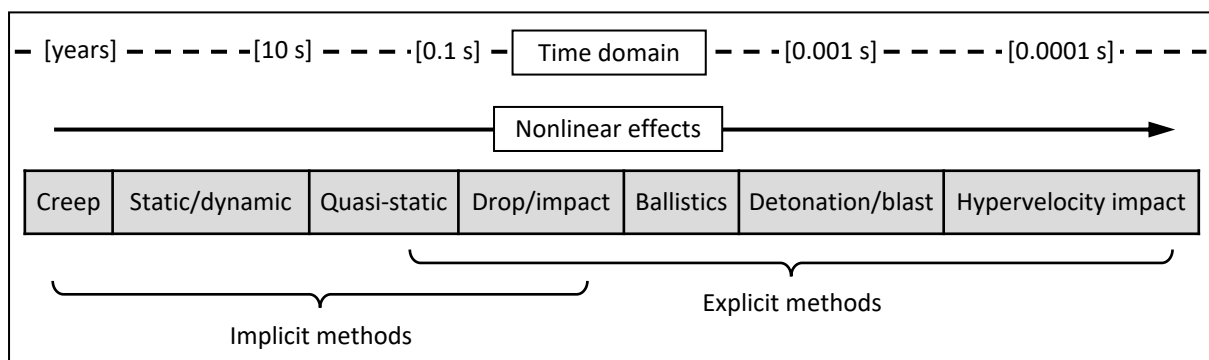 [years] [10 s] [0.1 s] Time domain [0.001 s] [0.0001 s]
Nonlinear effects
Creep Static/dynamic Quasi-static Drop/impact Ballistics Detonation/blast Hypervelocity impact
Explicit methods
Implicit methods